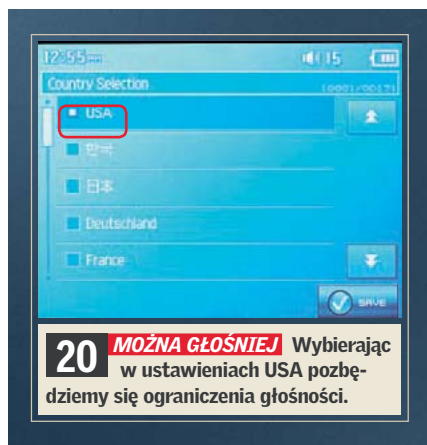 12:55 15
Country Selection [0001/0017]
USA
한국
日本
Deutschland
France
SAVE
20 MOŻNA GŁOŚNIEJ Wybierając
w ustawieniach USA pozbę-
dziemy się ograniczenia głośności.